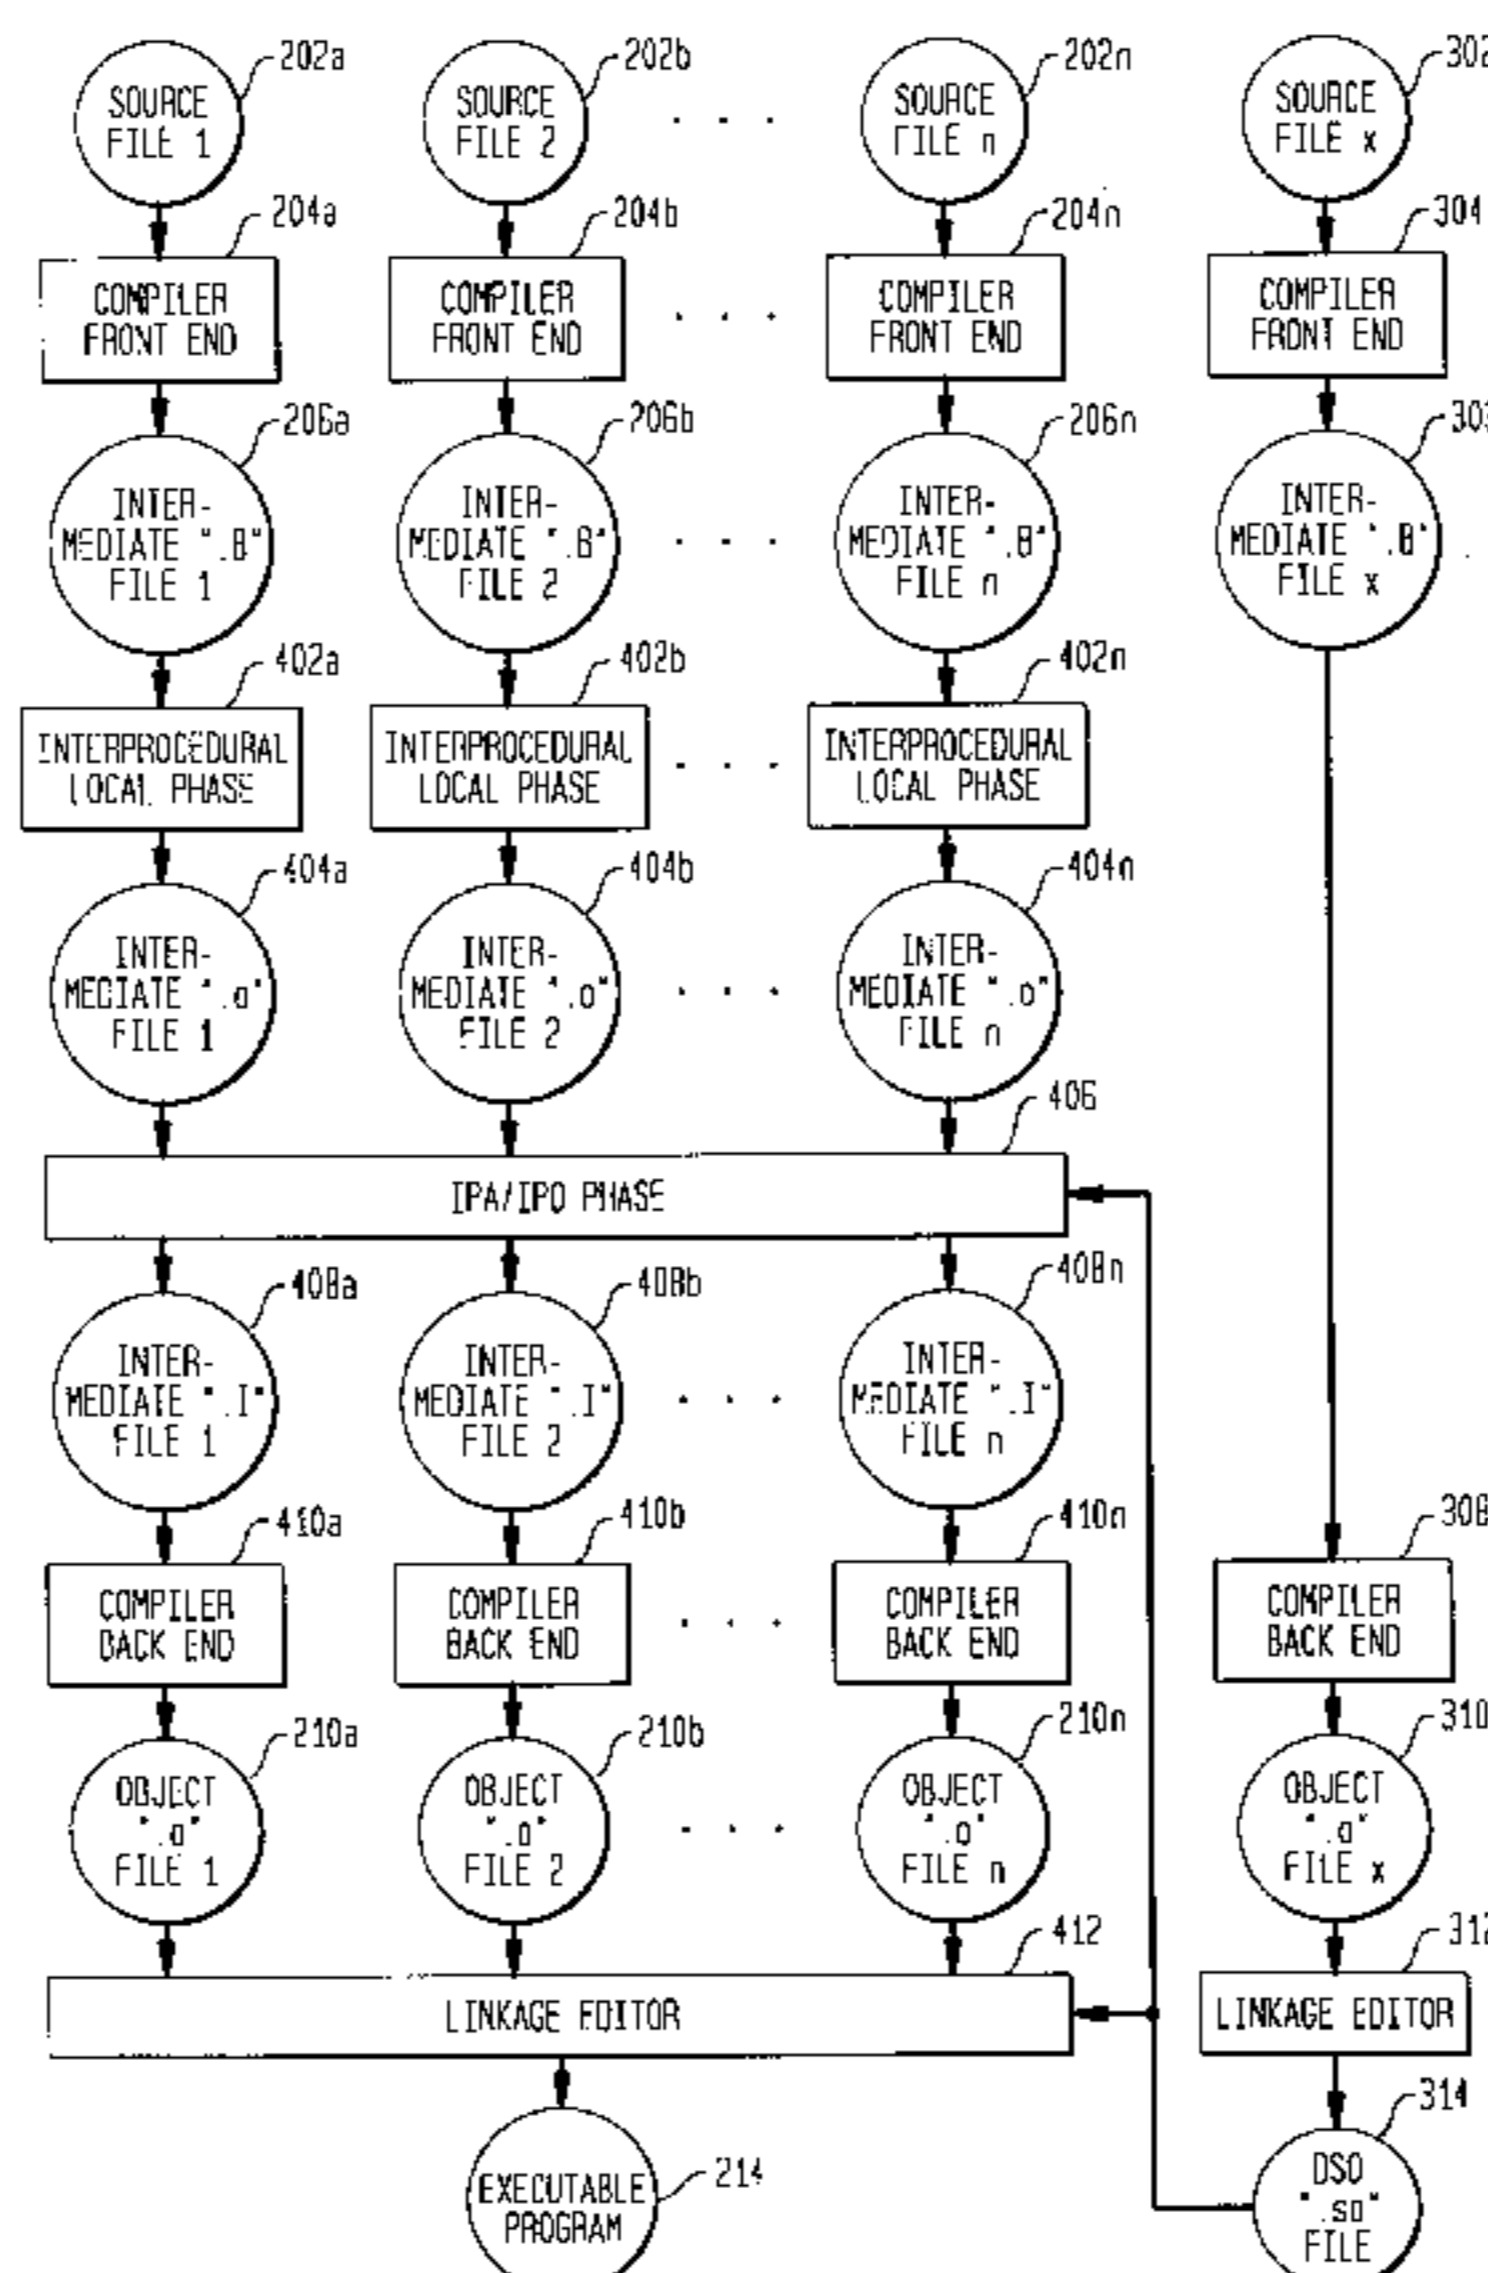 202a 202b 202n 302
SOURCE FILE 1
SOURCE FILE 2
. . .
SOURCE FILE n
SOURCE FILE x
204a 204b 204n 304
COMPILER FRONT END
COMPILER FRONT END
. . .
COMPILER FRONT END
COMPILER FRONT END
206a 206b 206n
INTER-
MEDIATE ".B"
FILE 1
INTER-
MEDIATE ".B"
FILE 2
. . .
INTER-
MEDIATE ".B"
FILE n
INTER-
MEDIATE ".B"
FILE x
402a 402b 402n
INTERPROCEDURAL
LOCAL PHASE
INTERPROCEDURAL
LOCAL PHASE
. . .
INTERPROCEDURAL
LOCAL PHASE
404a 404b 404n
INTER-
MEDIATE ".o"
FILE 1
INTER-
MEDIATE ".o"
FILE 2
. . .
INTER-
MEDIATE ".o"
FILE n
406
IPA/IPO PHASE
408a 408b 408n
INTER-
MEDIATE ".I"
FILE 1
INTER-
MEDIATE ".I"
FILE 2
. . .
INTER-
MEDIATE ".I"
FILE n
410a 410b 410n 308
COMPILER
BACK END
COMPILER
BACK END
. . .
COMPILER
BACK END
COMPILER
BACK END
210a 210b 210n 310
OBJECT
".o"
FILE 1
OBJECT
".o"
FILE 2
. . .
OBJECT
".o"
FILE n
OBJECT
".o"
FILE x
412 312
LINKAGE EDITOR
LINKAGE EDITOR
214 314
EXECUTABLE
PROGRAM
DSO
".so"
FILE